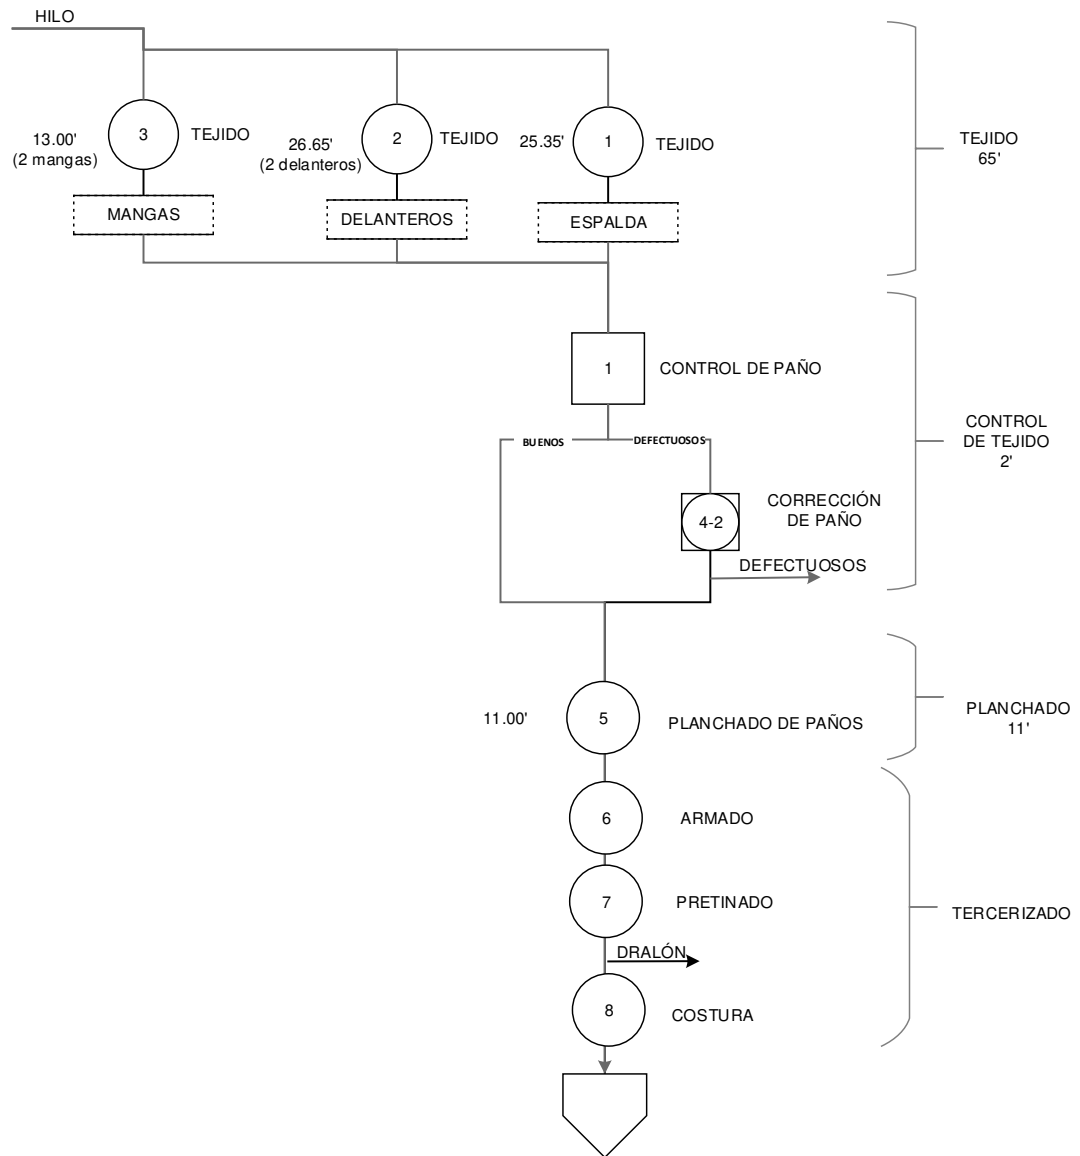 HILO
3
TEJIDO
13.00'
(2 mangas)
MANGAS
2
TEJIDO
26.65'
(2 delanteros)
DELANTEROS
1
TEJIDO
25.35'
ESPALDA
TEJIDO
65'
1
CONTROL DE PAÑO
BUENOS
DEFECTUOSOS
4-2
CORRECCIÓN
DE PAÑO
DEFECTUOSOS
CONTROL
DE TEJIDO
2'
11.00'
5
PLANCHADO DE PAÑOS
PLANCHADO
11'
6
ARMADO
7
PRETINADO
DRALÓN
8
COSTURA
TERCERIZADO